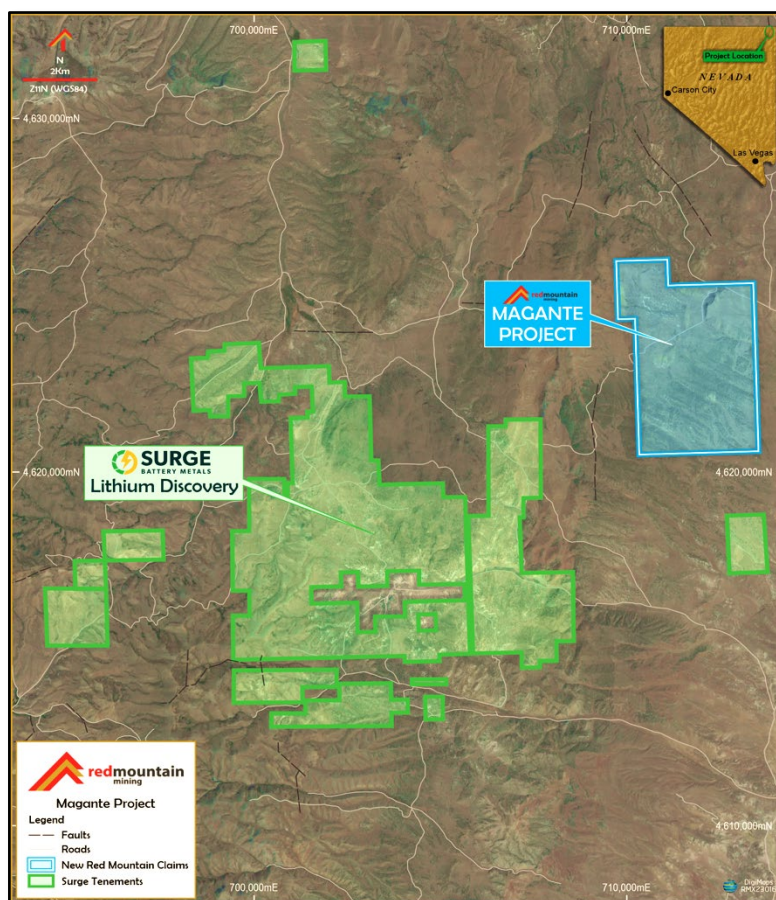 700,000mE
710,000mE
N
2Km
Z11N (WGS84)
Project Location
NEVADA
Carson City
Las Vegas
4,630,000mN
redmountain
mining
MAGANTE
PROJECT
SURGE
BATTERY METALS
Lithium Discovery
4,620,000mN
4,620,000mN
redmountain
mining
Magante Project
Legend
Faults
Roads
New Red Mountain Claims
Surge Tenements
4,610,000mN
700,000mE
710,000mE
DigiMaps